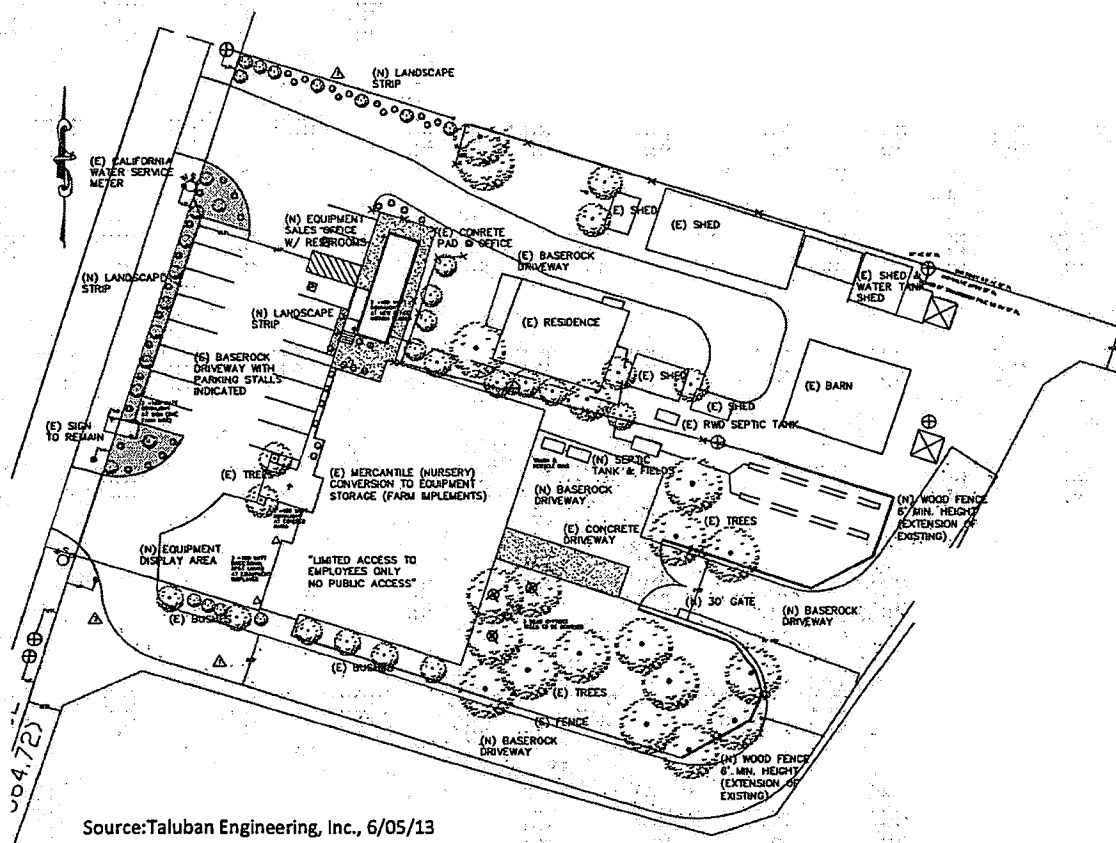 (N) LANDSCAPE
STRIP
(E) CALIFORNIA
WATER SERVICE
METER
(N) EQUIPMENT
SALES OFFICE
W/ RESTROOMS
(E) CONRETE
PAD @ OFFICE
(E) SHED
(E) SHED
(E) BASEROCK
DRIVEWAY
(E) SHED &
WATER TANK
SHED
(N) LANDSCAPE
STRIP
(N) LANDSCAPE
STRIP
(E) RESIDENCE
(E) BASEROCK
DRIVEWAY WITH
PARKING STALLS
INDICATED
(E) SHED
(E) BARN
(E) SHED
(E) SIGN
TO REMAIN
(E) RWD SEPTIC TANK
(E) TREES
(E) MERCANTILE (NURSERY)
CONVERSION TO EQUIPMENT
STORAGE (FARM IMPLEMENTS)
(N) SEPTIC
TANK & FIELDS
(N) BASEROCK
DRIVEWAY
(N) WOOD FENCE
6' MIN. HEIGHT
(EXTENSION OF
EXISTING)
(E) TREES
(E) CONCRETE
DRIVEWAY
(N) EQUIPMENT
DISPLAY AREA
"LIMITED ACCESS TO
EMPLOYEES ONLY
NO PUBLIC ACCESS"
(N) 30' GATE
(N) BASEROCK
DRIVEWAY
(E) BUSHES
(E) BUSHES
(E) TREES
(E) FENCE
(N) BASEROCK
DRIVEWAY
(N) WOOD FENCE
6' MIN. HEIGHT
(EXTENSION OF
EXISTING)
Source:Taluban Engineering, Inc., 6/05/13